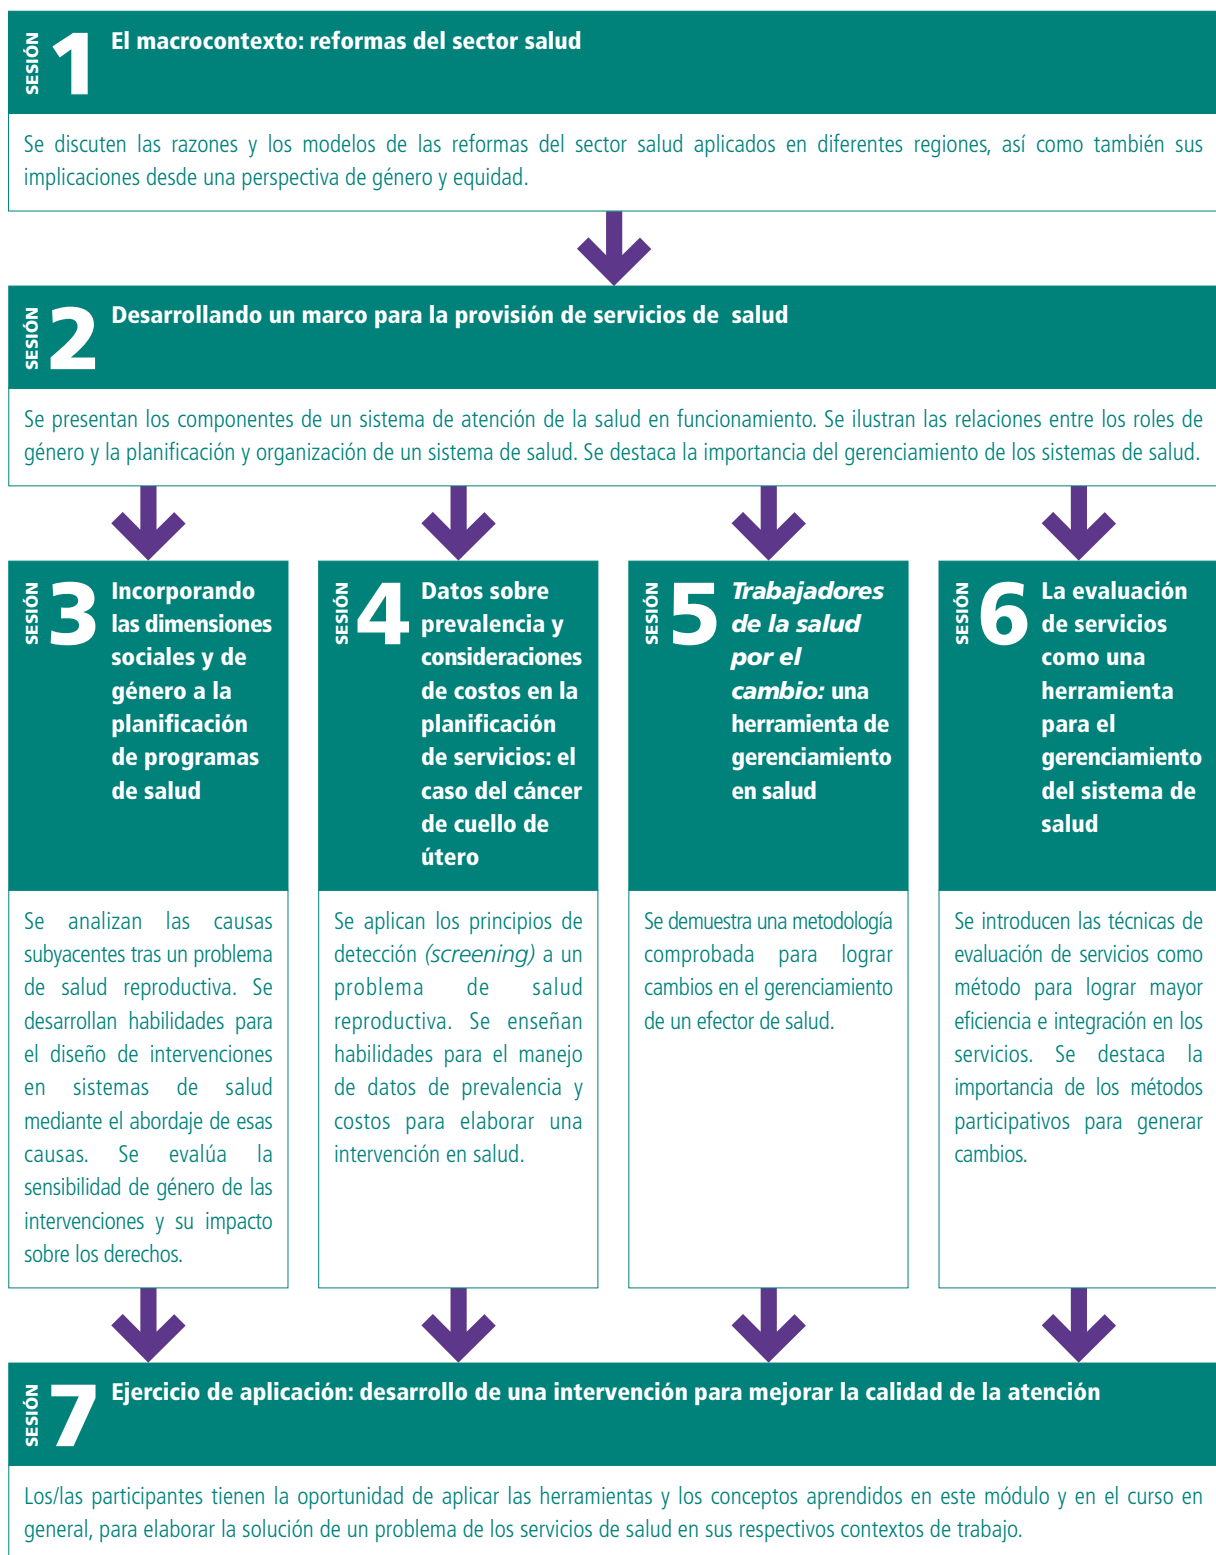 SESIÓN 1 El macrocontexto: reformas del sector salud
Se discuten las razones y los modelos de las reformas del sector salud aplicados en diferentes regiones, así como también sus
implicaciones desde una perspectiva de género y equidad.
SESIÓN 2 Desarrollando un marco para la provisión de servicios de salud
Se presentan los componentes de un sistema de atención de la salud en funcionamiento. Se ilustran las relaciones entre los roles de
género y la planificación y organización de un sistema de salud. Se destaca la importancia del gerenciamiento de los sistemas de salud.
SESIÓN 3 Incorporando
las dimensiones
sociales y de
género a la
planificación
de programas
de salud
Se analizan las causas
subyacentes tras un problema
de salud reproductiva. Se
desarrollan habilidades para
el diseño de intervenciones
en sistemas de salud
mediante el abordaje de esas
causas. Se evalúa la
sensibilidad de género de las
intervenciones y su impacto
sobre los derechos.
SESIÓN 4 Datos sobre
prevalencia y
consideraciones
de costos en la
planificación
de servicios: el
caso del cáncer
de cuello de
útero
Se aplican los principios de
detección (screening) a un
problema de salud
reproductiva. Se enseñan
habilidades para el manejo
de datos de prevalencia y
costos para elaborar una
intervención en salud.
SESIÓN 5 Trabajadores
de la salud
por el
cambio: una
herramienta de
gerenciamiento
en salud
Se demuestra una metodología
comprobada para lograr
cambios en el gerenciamiento
de un efector de salud.
SESIÓN 6 La evaluación
de servicios
como una
herramienta
para el
gerenciamiento
del sistema de
salud
Se introducen las técnicas de
evaluación de servicios como
método para lograr mayor
eficiencia e integración en los
servicios. Se destaca la
importancia de los métodos
participativos para generar
cambios.
SESIÓN 7 Ejercicio de aplicación: desarrollo de una intervención para mejorar la calidad de la atención
Los/las participantes tienen la oportunidad de aplicar las herramientas y los conceptos aprendidos en este módulo y en el curso en
general, para elaborar la solución de un problema de los servicios de salud en sus respectivos contextos de trabajo.